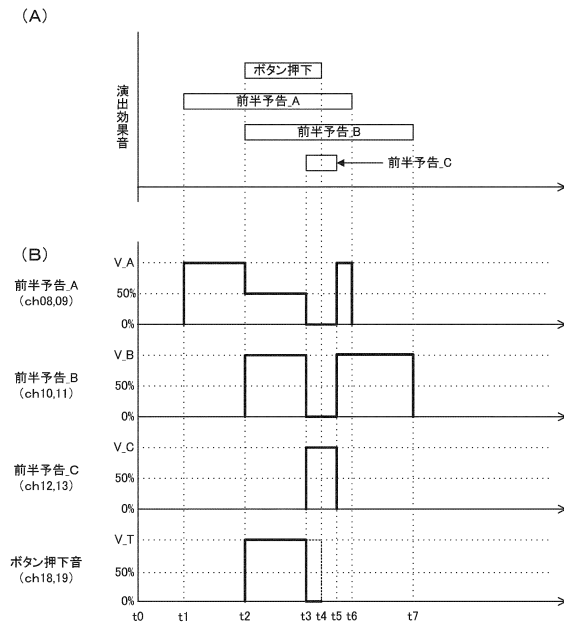 （A）
演出効果音
ボタン押下
前半予告_A
前半予告_B
前半予告_C
（B）
前半予告_A
（ch08,09）
V_A
50%
0%
前半予告_B
（ch10,11）
V_B
50%
0%
前半予告_C
（ch12,13）
V_C
50%
0%
ボタン押下音
（ch18,19）
V_T
50%
0%
t0 t1 t2 t3 t4 t5 t6 t7